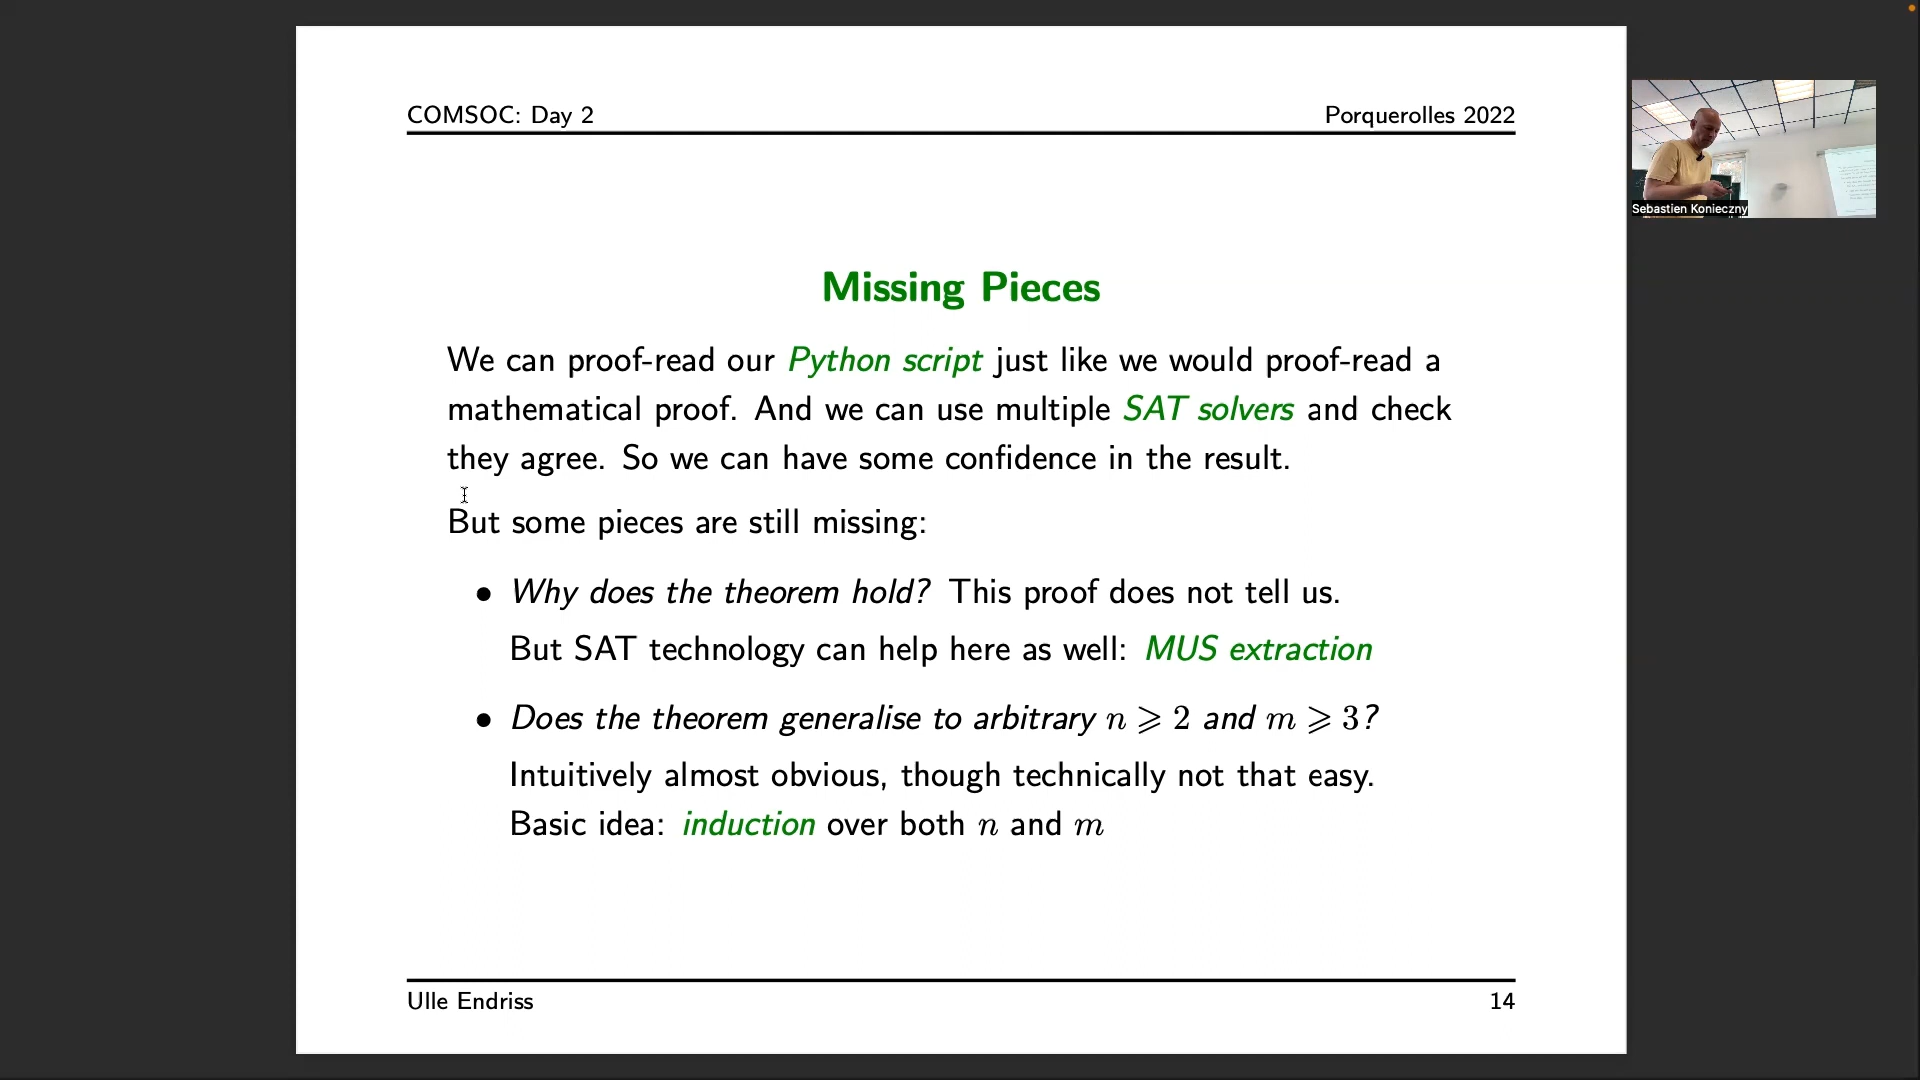 COMSOC: Day 2
Porquerolles 2022
Missing Pieces
We can proof-read our Python script just like we would proof-read a
mathematical proof. And we can use multiple SAT solvers and check
they agree. So we can have some confidence in the result.
But some pieces are still missing:
• Why does the theorem hold? This proof does not tell us.
But SAT technology can help here as well: MUS extraction
• Does the theorem generalise to arbitrary n ⩾ 2 and m ⩾ 3?
Intuitively almost obvious, though technically not that easy.
Basic idea: induction over both n and m
Ulle Endriss
14
Sebastien Konieczny